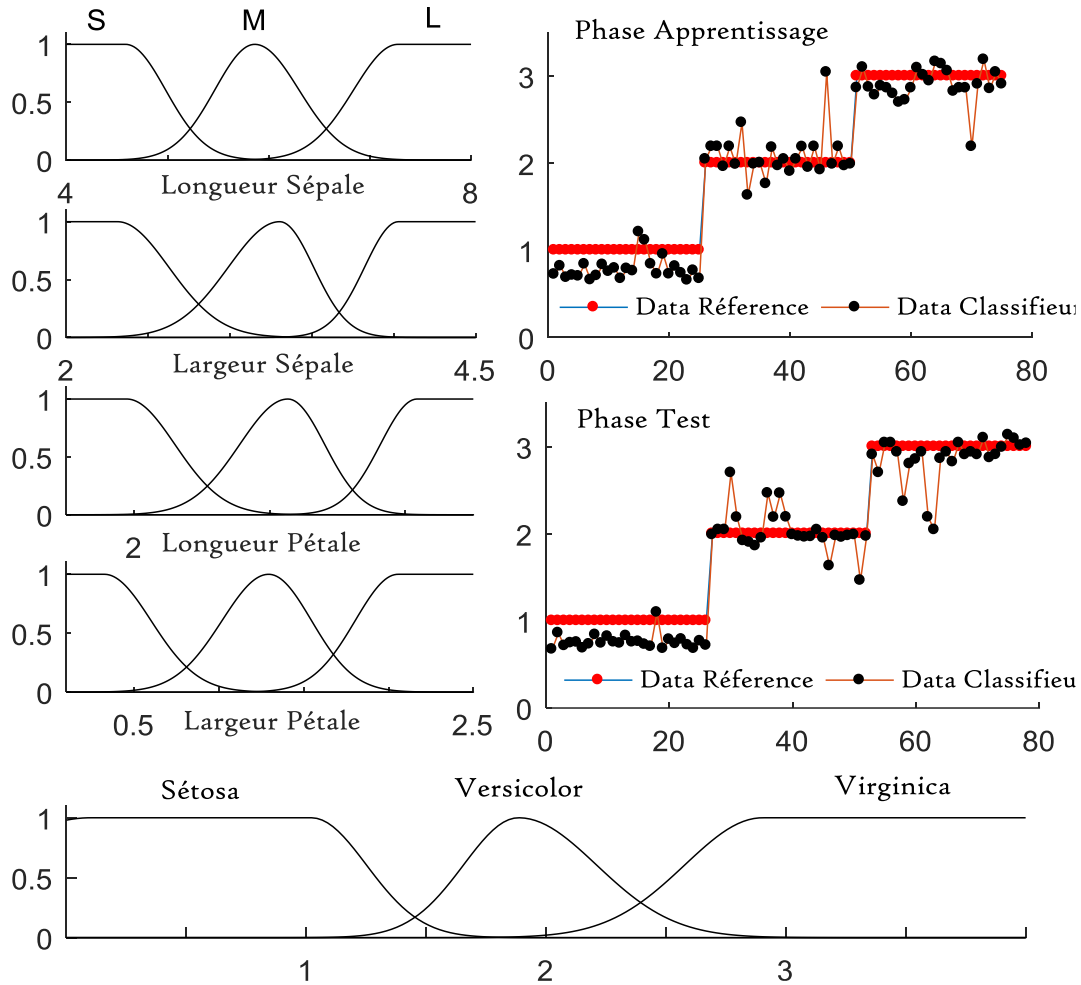 S M L
1
0.5
0
4 Longueur Sépale 8
1
0.5
0
2 Largeur Sépale 4.5
1
0.5
0
2 Longueur Pétale
1
0.5
0
0.5 Largeur Pétale 2.5
Phase Apprentissage
3
2
1
Data Réference Data Classifieur
0
0 20 40 60 80
Phase Test
3
2
1
Data Réference Data Classifieu
0
0 20 40 60 80
Sétosa Versicolor Virginica
1
0.5
0
1 2 3